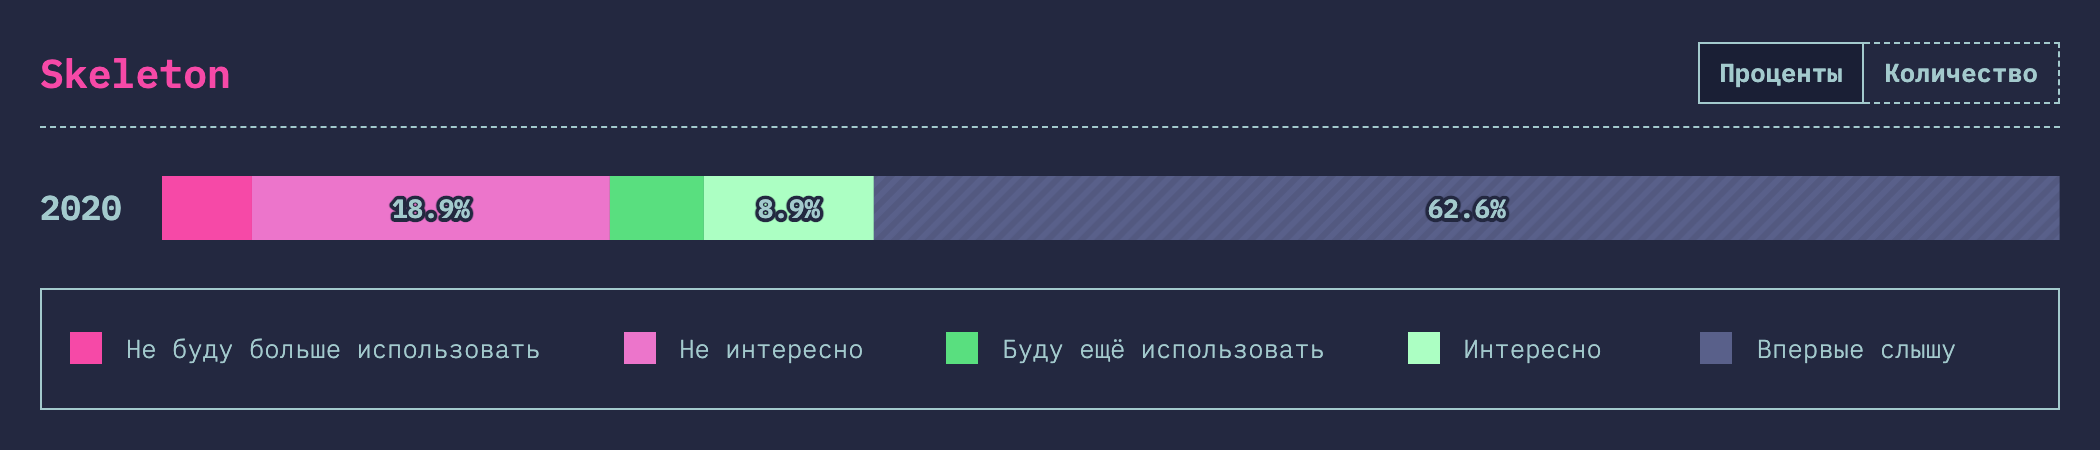 Skeleton
Проценты Количество
2020 18.9% 8.9% 62.6%
Не буду больше использовать Не интересно Буду ещё использовать Интересно Впервые слышу